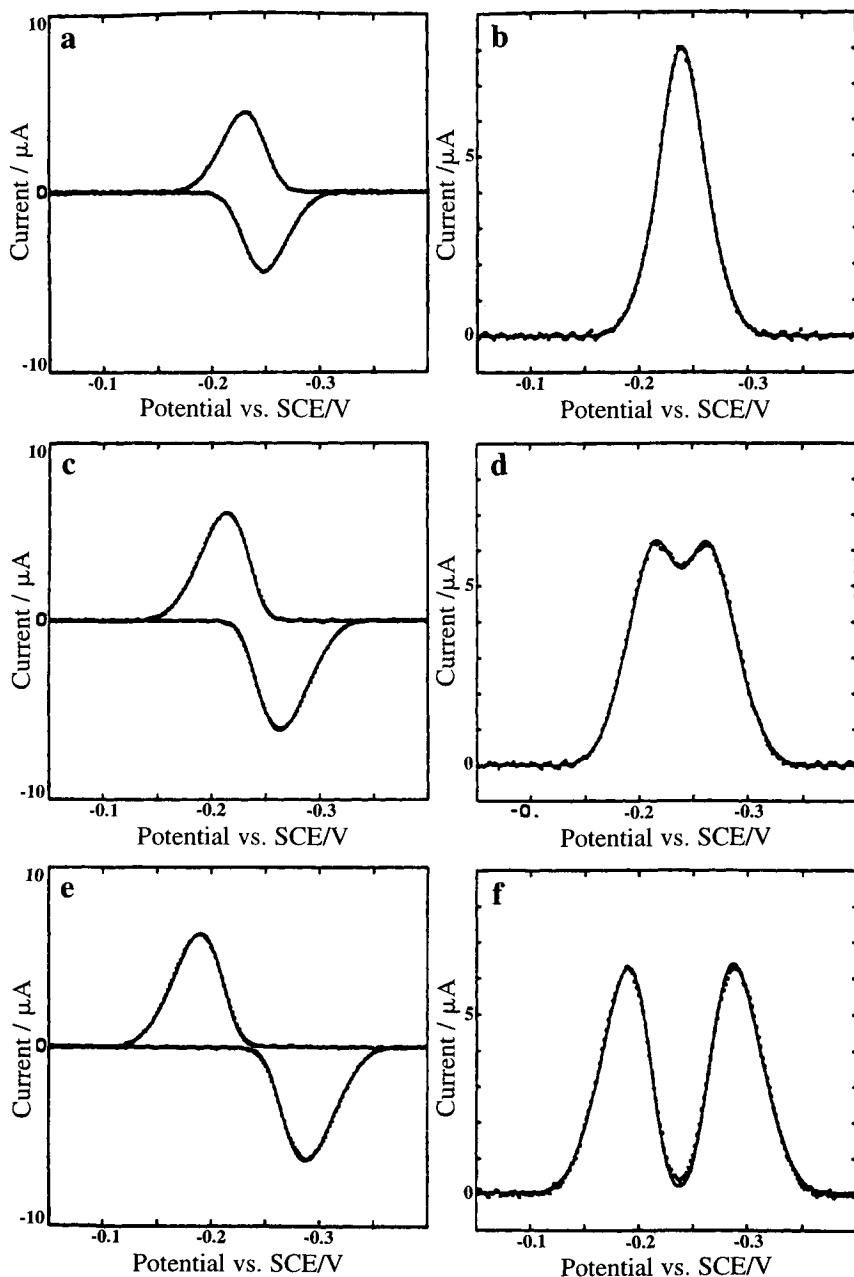 a
10
0
-10
Current / μA
-0.1 -0.2 -0.3
Potential vs. SCE/V
b
5
0
Current /μA
-0.1 -0.2 -0.3
Potential vs. SCE/V
c
10
0
-10
Current / μA
-0.1 -0.2 -0.3
Potential vs. SCE/V
d
5
0
Current /μA
-0. -0.2 -0.3
Potential vs. SCE/V
e
10
0
-10
Current / μA
-0.1 -0.2 -0.3
Potential vs. SCE/V
f
5
0
Current / μA
-0.1 -0.2 -0.3
Potential vs. SCE/V